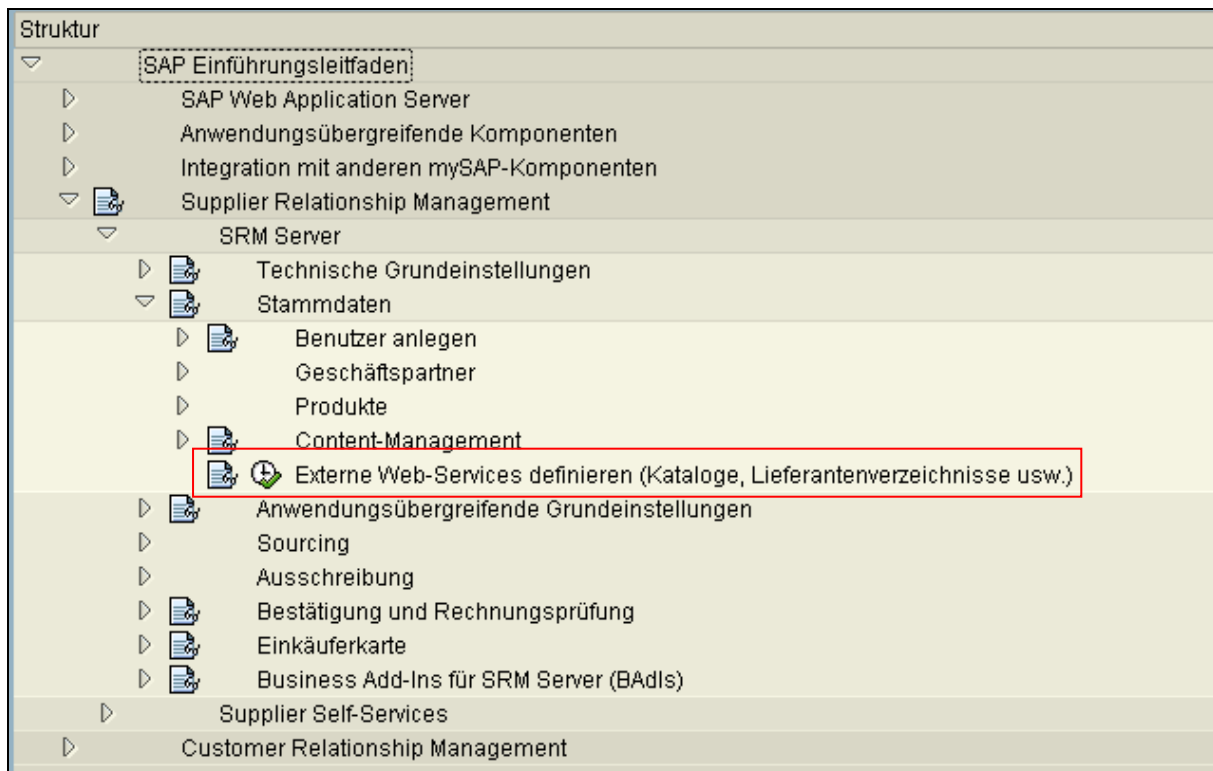 Struktur
SAP Einführungsleitfaden
SAP Web Application Server
Anwendungsübergreifende Komponenten
Integration mit anderen mySAP-Komponenten
Supplier Relationship Management
SRM Server
Technische Grundeinstellungen
Stammdaten
Benutzer anlegen
Geschäftspartner
Produkte
Content-Management
Externe Web-Services definieren (Kataloge, Lieferantenverzeichnisse usw.)
Anwendungsübergreifende Grundeinstellungen
Sourcing
Ausschreibung
Bestätigung und Rechnungsprüfung
Einkäuferkarte
Business Add-Ins für SRM Server (BAdIs)
Supplier Self-Services
Customer Relationship Management